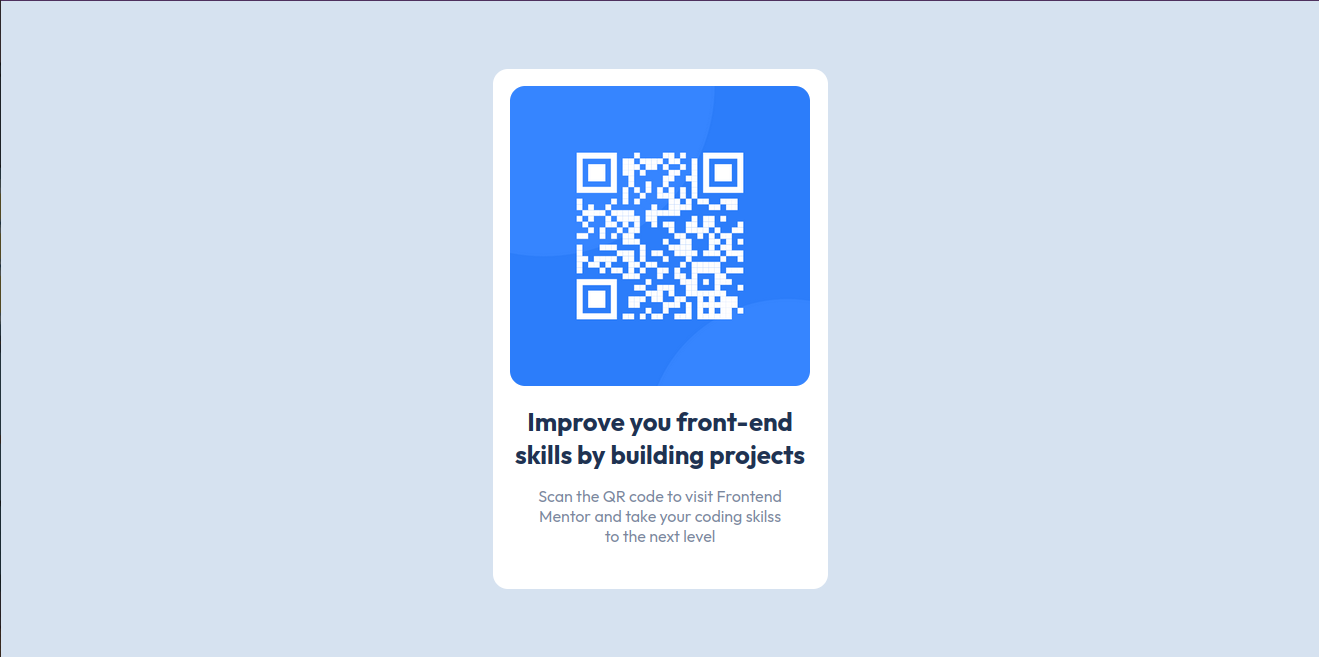 Improve you front-end
skills by building projects
Scan the QR code to visit Frontend
Mentor and take your coding skilss
to the next level